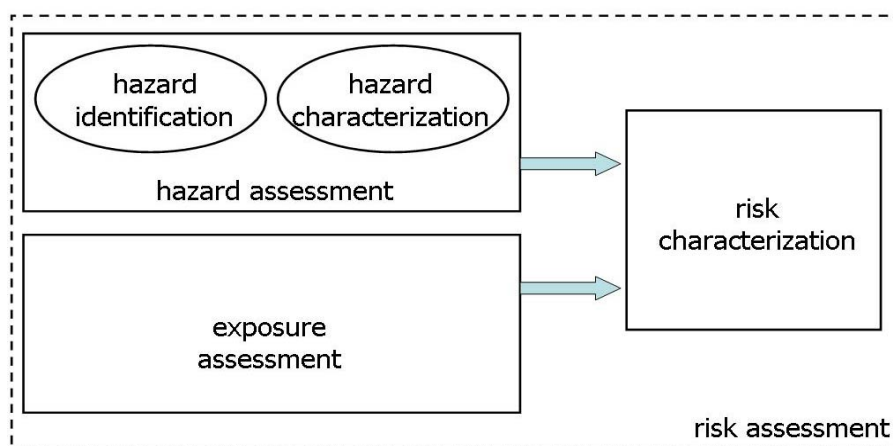 hazard
identification
hazard
characterization
hazard assessment
exposure
assessment
risk
characterization
risk assessment